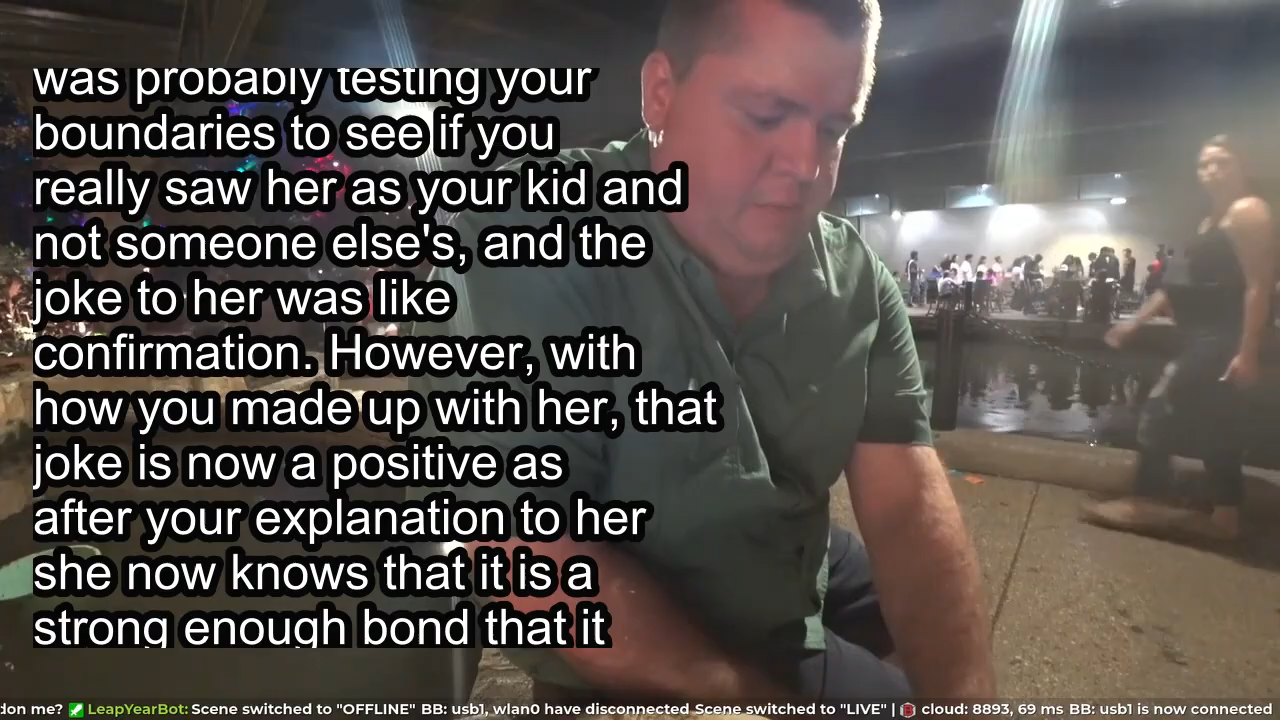 was probably testing your
boundaries to see if you
really saw her as your kid and
not someone else's, and the
joke to her was like
confirmation. However, with
how you made up with her, that
joke is now a positive as
after your explanation to her
she now knows that it is a
strong enough bond that it
don me? LeapYearBot: Scene switched to "OFFLINE" BB: usb1, wlan0 have disconnected Scene switched to "LIVE" | cloud: 8893, 69 ms BB: usb1 is now connected